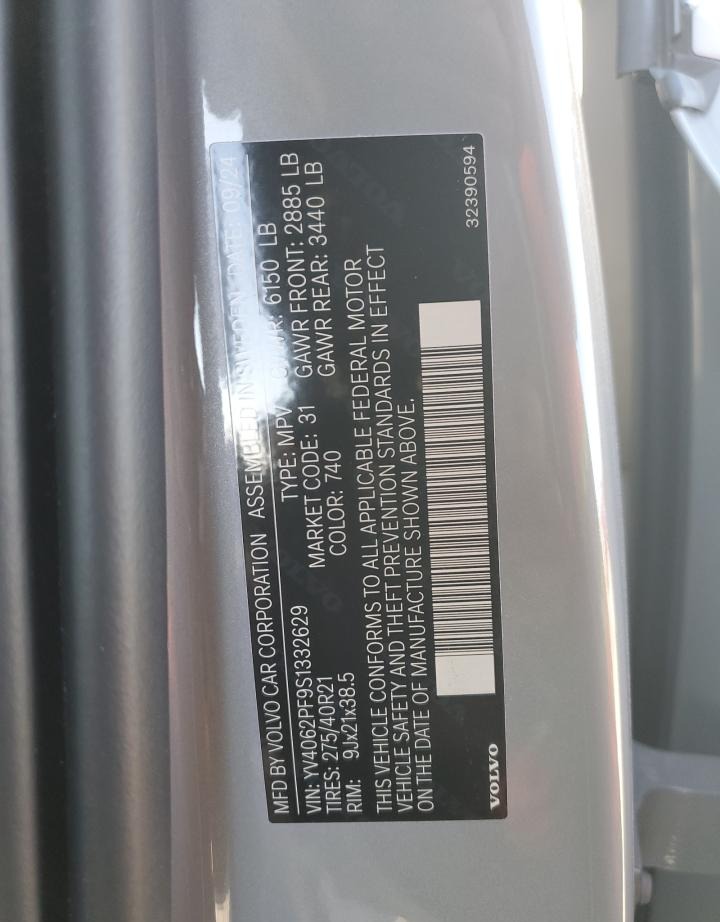 MFD BY VOLVO CAR CORPORATION ASSEMBLED IN SWEDEN DATE: 09/24
VIN: YV4062PF9S1332629 TYPE: MPV GVWR: 6150 LB
TIRES: 275/40R21 MARKET CODE: 31 GAWR FRONT: 2885 LB
RIM: 9Jx21x38.5 COLOR: 740 GAWR REAR: 3440 LB
THIS VEHICLE CONFORMS TO ALL APPLICABLE FEDERAL MOTOR
VEHICLE SAFETY AND THEFT PREVENTION STANDARDS IN EFFECT
ON THE DATE OF MANUFACTURE SHOWN ABOVE.
VOLVO
32390594